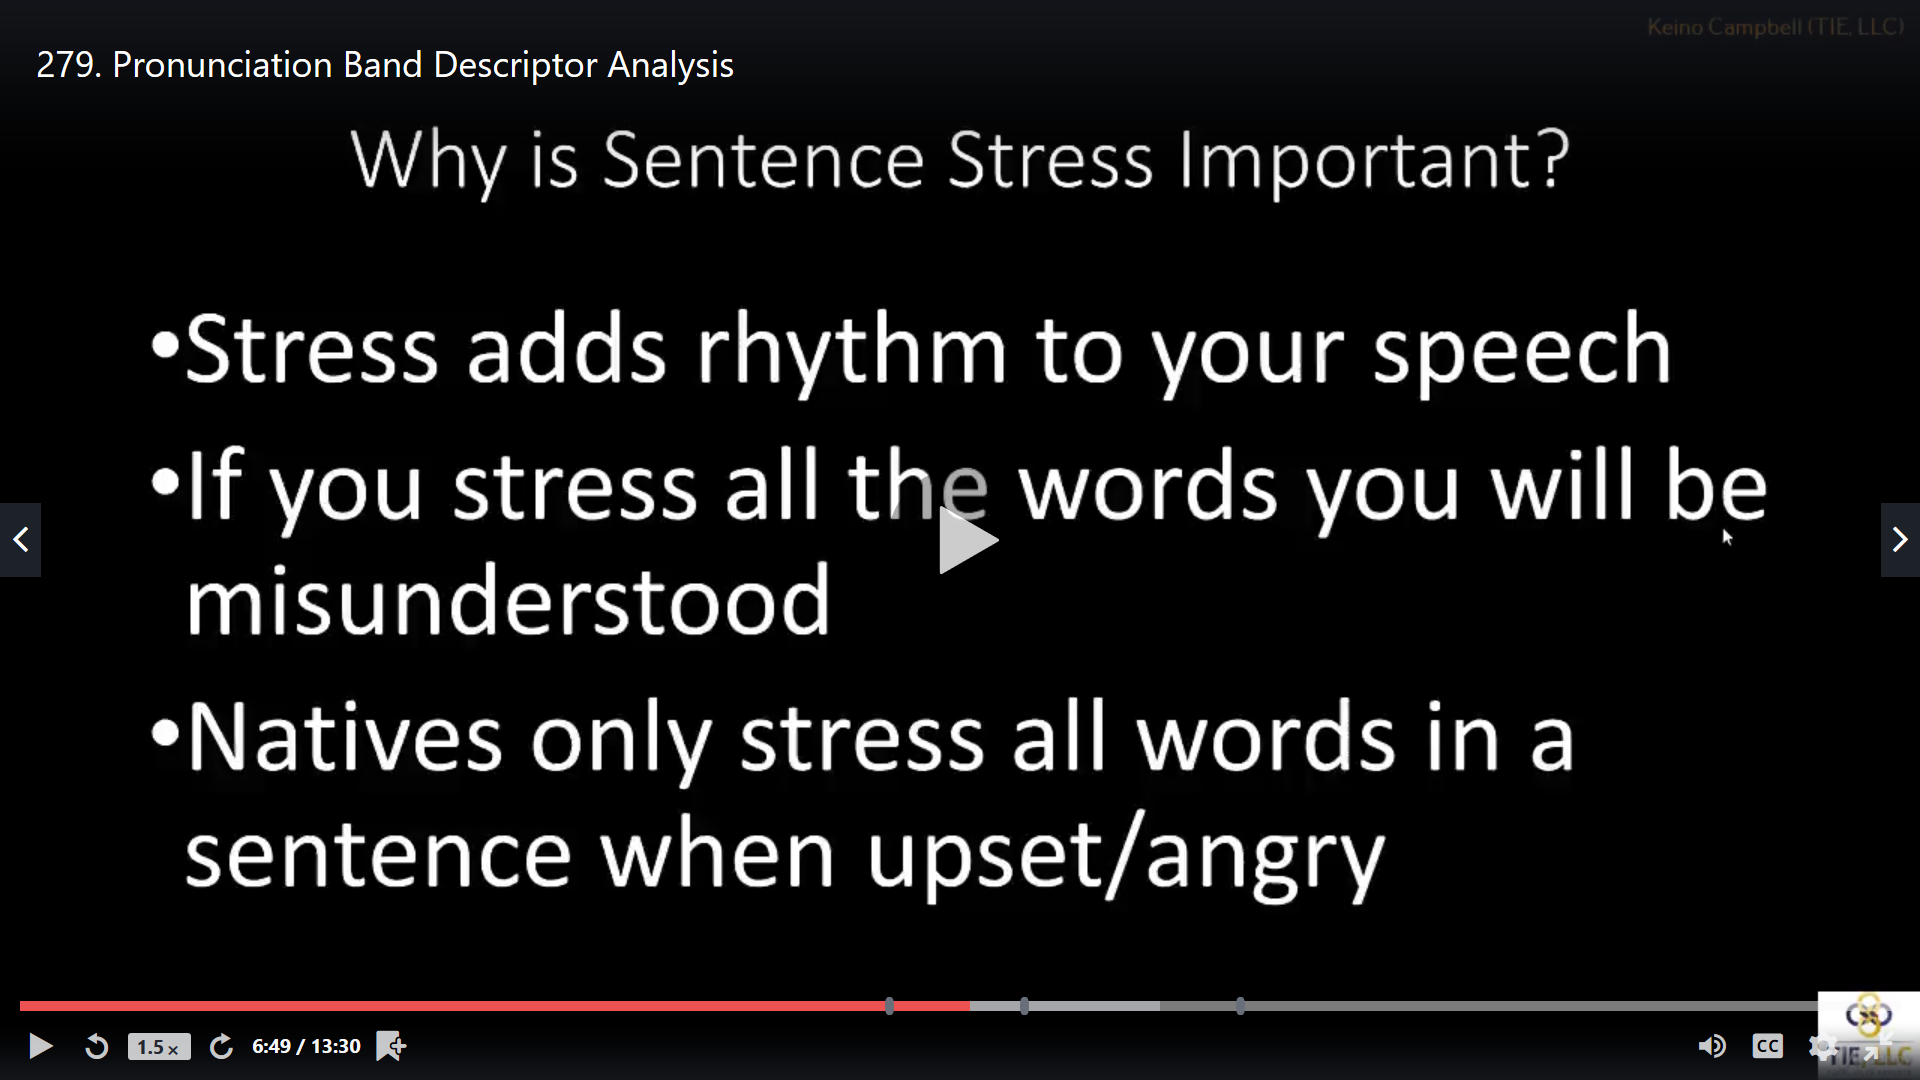 Keino Campbell (TIE, LLC)
279. Pronunciation Band Descriptor Analysis
Why is Sentence Stress Important?
•Stress adds rhythm to your speech
•If you stress all the words you will be
misunderstood
•Natives only stress all words in a
sentence when upset/angry
1.5 x
6:49 / 13:30
CC
TIE, LLC